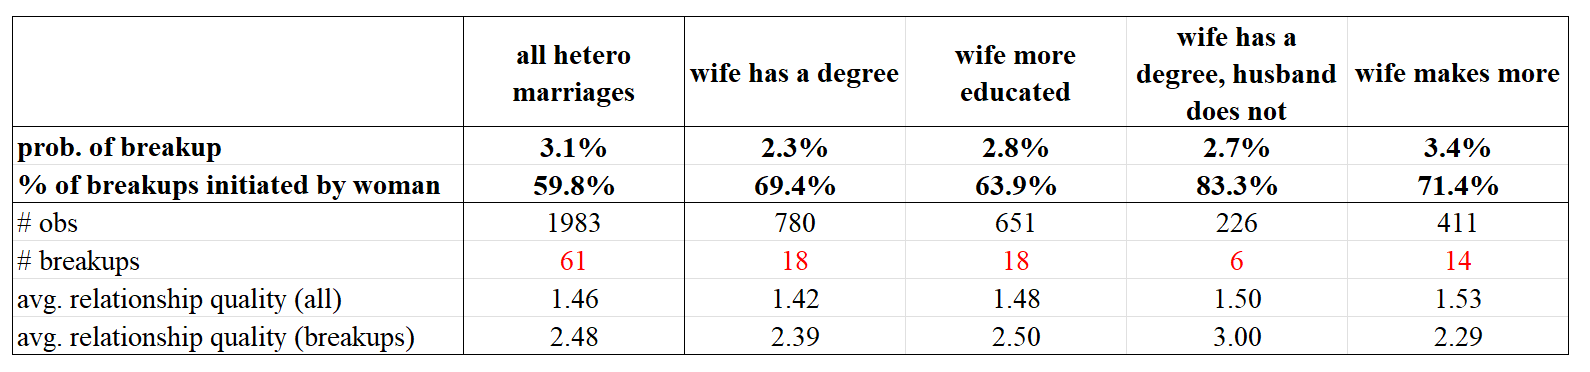 all hetero marriages | wife has a degree | wife more educated | wife has a degree, husband does not | wife makes more
prob. of breakup 3.1% 2.3% 2.8% 2.7% 3.4%
% of breakups initiated by woman 59.8% 69.4% 63.9% 83.3% 71.4%
# obs 1983 780 651 226 411
# breakups 61 18 18 6 14
avg. relationship quality (all) 1.46 1.42 1.48 1.50 1.53
avg. relationship quality (breakups) 2.48 2.39 2.50 3.00 2.29